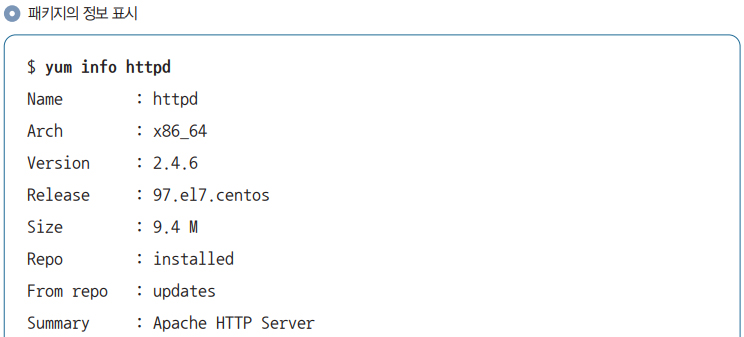 패키지의 정보 표시
$ yum info httpd
Name : httpd
Arch : x86_64
Version : 2.4.6
Release : 97.el7.centos
Size : 9.4 M
Repo : installed
From repo : updates
Summary : Apache HTTP Server